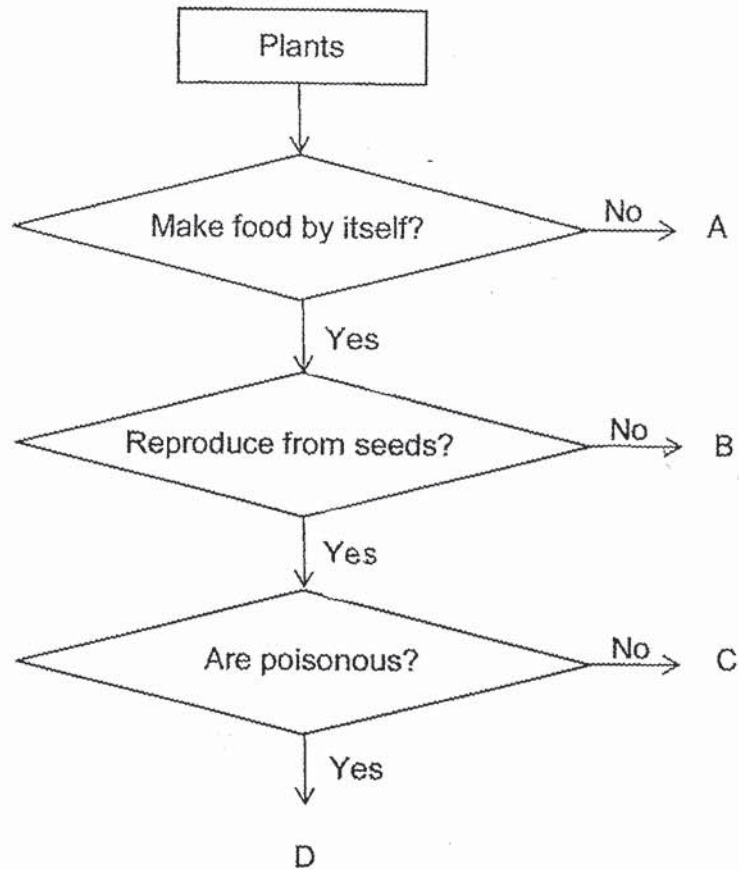 Plants
Make food by itself?
No
A
Yes
Reproduce from seeds?
No
B
Yes
Are poisonous?
No
C
Yes
D